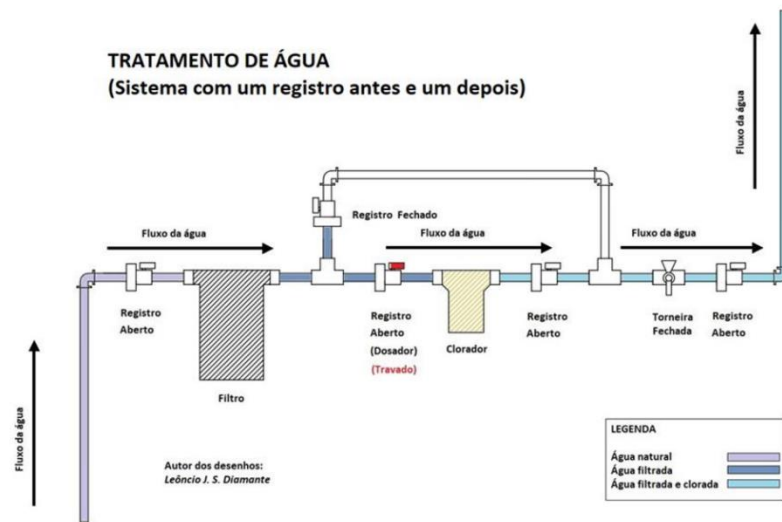 TRATAMENTO DE ÁGUA
(Sistema com um registro antes e um depois)
Fluxo da água
Registro Fechado
Fluxo da água
Fluxo da água
Fluxo da água
Registro
Aberto
Filtro
Registro
Aberto
(Dosador)
(Travado)
Clorador
Registro
Aberto
Torneira
Fechada
Registro
Aberto
Fluxo da água
Autor dos desenhos:
Leôncio J. S. Diamante
LEGENDA
Água natural
Água filtrada
Água filtrada e clorada